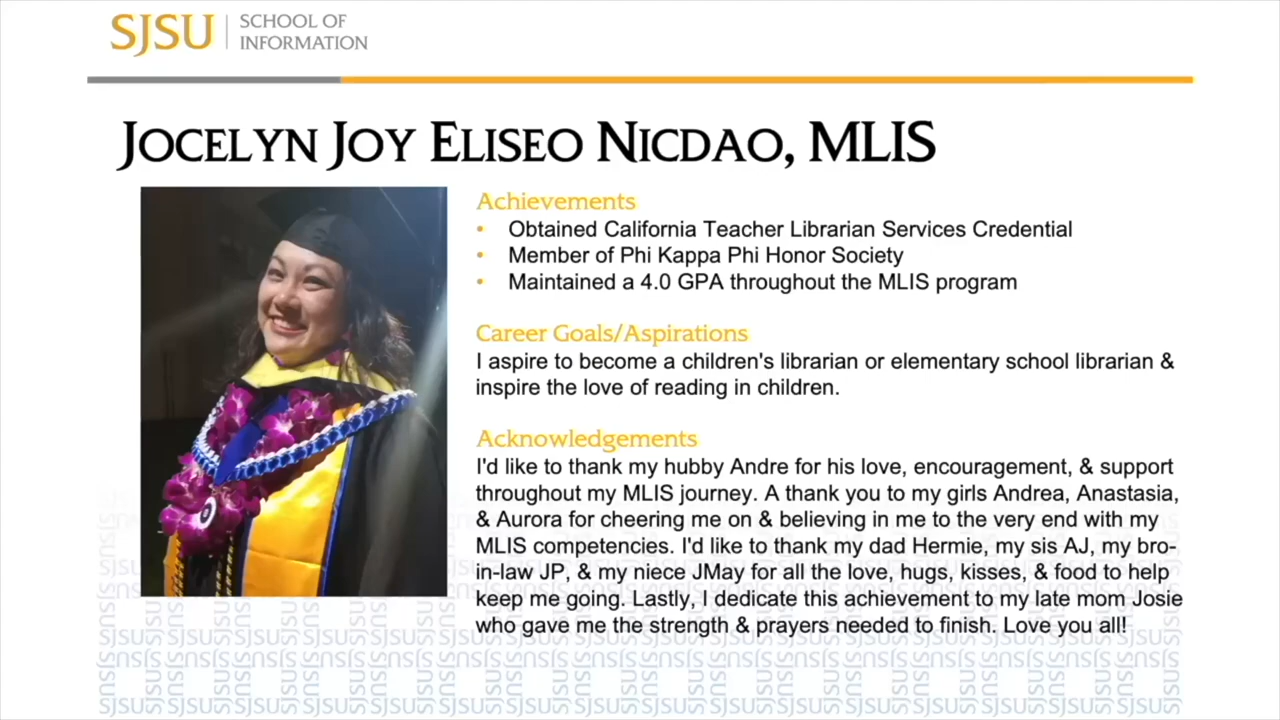 SJSU SCHOOL OF
INFORMATION
JOCELYN JOY ELISEO NICDAO, MLIS
Achievements
• Obtained California Teacher Librarian Services Credential
• Member of Phi Kappa Phi Honor Society
• Maintained a 4.0 GPA throughout the MLIS program
Career Goals/Aspirations
I aspire to become a children's librarian or elementary school librarian &
inspire the love of reading in children.
Acknowledgements
I'd like to thank my hubby Andre for his love, encouragement, & support
throughout my MLIS journey. A thank you to my girls Andrea, Anastasia,
& Aurora for cheering me on & believing in me to the very end with my
MLIS competencies. I'd like to thank my dad Hermie, my sis AJ, my bro-
in-law JP, & my niece JMay for all the love, hugs, kisses, & food to help
keep me going. Lastly, I dedicate this achievement to my late mom Josie
who gave me the strength & prayers needed to finish. Love you all!